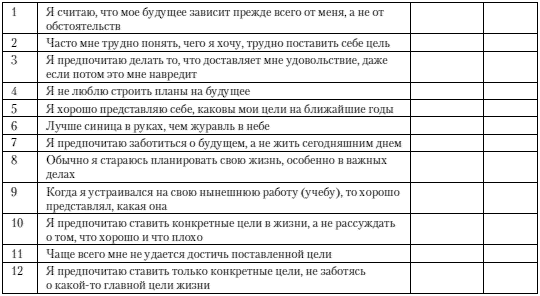 1 Я считаю, что мое будущее зависит прежде всего от меня, а не от
обстоятельств
2 Часто мне трудно понять, чего я хочу, трудно поставить себе цель
3 Я предпочитаю делать то, что доставляет мне удовольствие, даже
если потом это мне навредит
4 Я не люблю строить планы на будущее
5 Я хорошо представляю себе, каковы мои цели на ближайшие годы
6 Лучше синица в руках, чем журавль в небе
7 Я предпочитаю заботиться о будущем, а не жить сегодняшним днем
8 Обычно я стараюсь планировать свою жизнь, особенно в важных
делах
9 Когда я устраивался на свою нынешнюю работу (учебу), то хорошо
представлял, какая она
10 Я предпочитаю ставить конкретные цели в жизни, а не рассуждать
о том, что хорошо и что плохо
11 Чаще всего мне не удается достичь поставленной цели
12 Я предпочитаю ставить только конкретные цели, не заботясь
о какой-то главной цели жизни